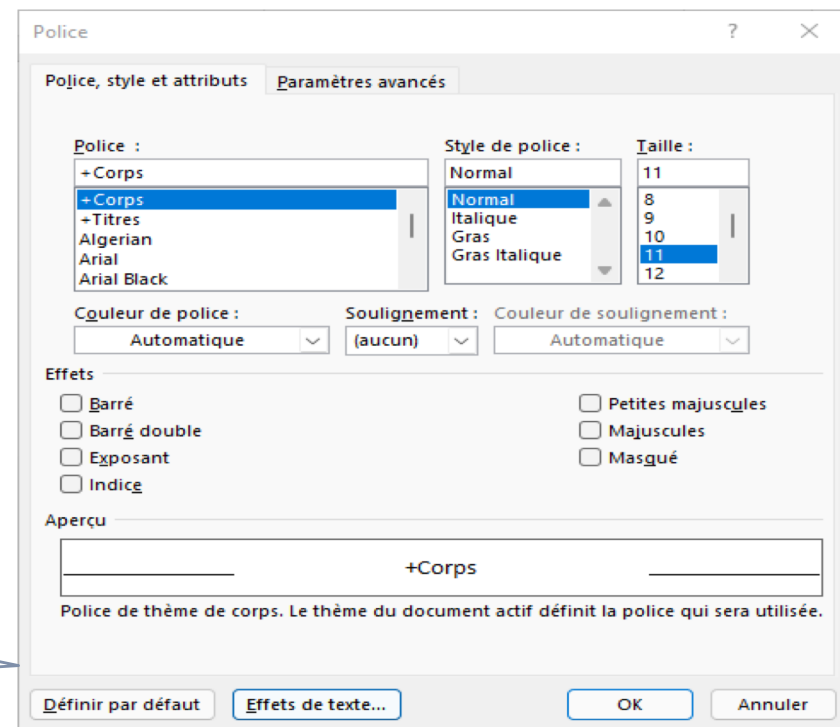 Police ?
Police, style et attributs Paramètres avancés
Police : Style de police : Taille :
+Corps Normal 11
+Corps Normal 8
+Titres Italique 9
Algerian Gras 10
Arial Gras Italique 11
Arial Black 12
Couleur de police : Soulignement : Couleur de soulignement :
Automatique (aucun) Automatique
Effets
Barré Petites majuscules
Barré double Majuscules
Exposant Masqué
Indice
Aperçu
+Corps
Police de thème de corps. Le thème du document actif définit la police qui sera utilisée.
Définir par défaut Effets de texte... OK Annuler